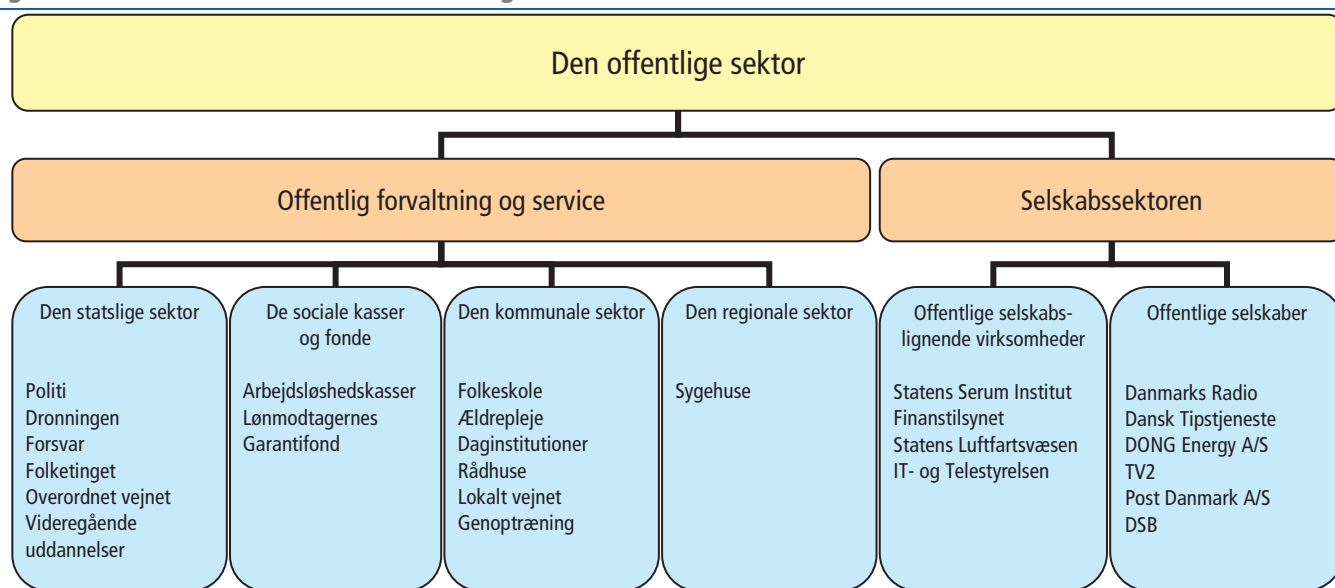 Den offentlige sektor
Offentlig forvaltning og service
Selskabssektoren
Den statslige sektor
Politi
Dronningen
Forsvar
Folketinget
Overordnet vejnet
Videregående
uddannelser
De sociale kasser
og fonde
Arbejdsløshedskasser
Lønmodtagernes
Garantifond
Den kommunale sektor
Folkeskole
Ældrepleje
Daginstitutioner
Rådhuse
Lokalt vejnet
Genoptræning
Den regionale sektor
Sygehuse
Offentlige selskabs-
lignende virksomheder
Statens Serum Institut
Finanstilsynet
Statens Luftfartsvæsen
IT- og Telestyrelsen
Offentlige selskaber
Danmarks Radio
Dansk Tipstjeneste
DONG Energy A/S
TV2
Post Danmark A/S
DSB